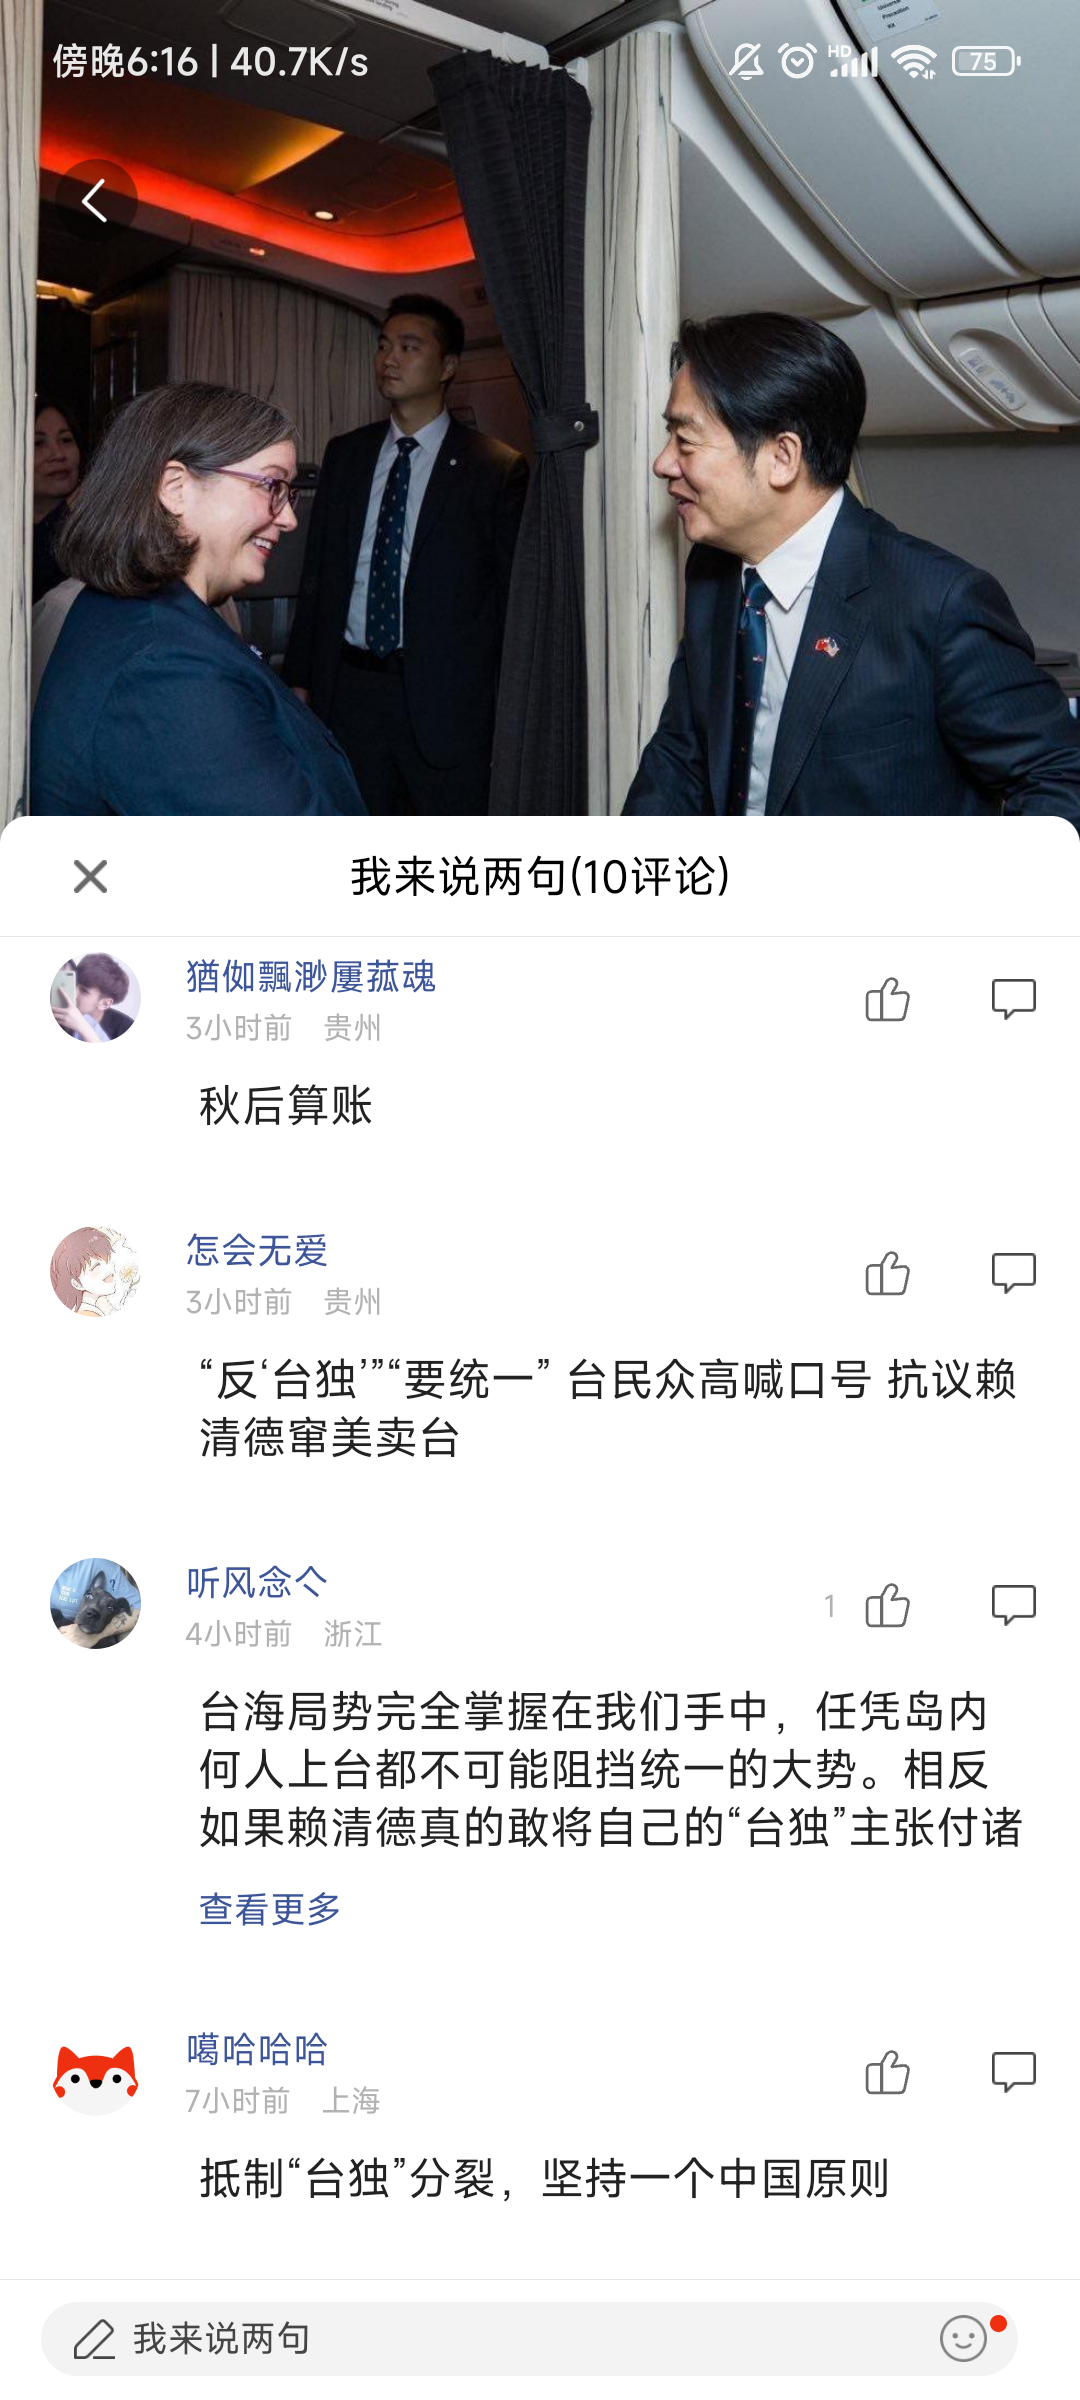 傍晚6:16 | 40.7K/s
HD
75
Universal
Precaution
Kit
我来说两句(10评论)
猶伽飄渺屢菰魂
3小时前 贵州
秋后算账
怎会无爱
3小时前 贵州
“反‘台独’”“要统一” 台民众高喊口号 抗议赖
清德窜美卖台
听风念亽
4小时前 浙江
1
台海局势完全掌握在我们手中，任凭岛内
何人上台都不可能阻挡统一的大势。相反
如果赖清德真的敢将自己的“台独”主张付诸
查看更多
噶哈哈哈
7小时前 上海
抵制“台独”分裂，坚持一个中国原则
我来说两句